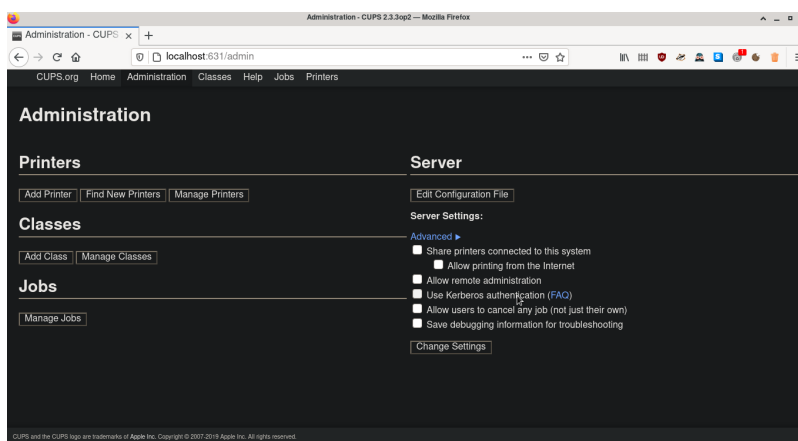 Administration - CUPS 2.3.3op2 — Mozilla Firefox
Administration - CUPS
localhost:631/admin
CUPS.org Home Administration Classes Help Jobs Printers
Administration
Printers
Add Printer Find New Printers Manage Printers
Classes
Add Class Manage Classes
Jobs
Manage Jobs
Server
Edit Configuration File
Server Settings:
Advanced ▶
Share printers connected to this system
Allow printing from the Internet
Allow remote administration
Use Kerberos authentication (FAQ)
Allow users to cancel any job (not just their own)
Save debugging information for troubleshooting
Change Settings
CUPS and the CUPS logo are trademarks of Apple Inc. Copyright © 2007-2019 Apple Inc. All rights reserved.